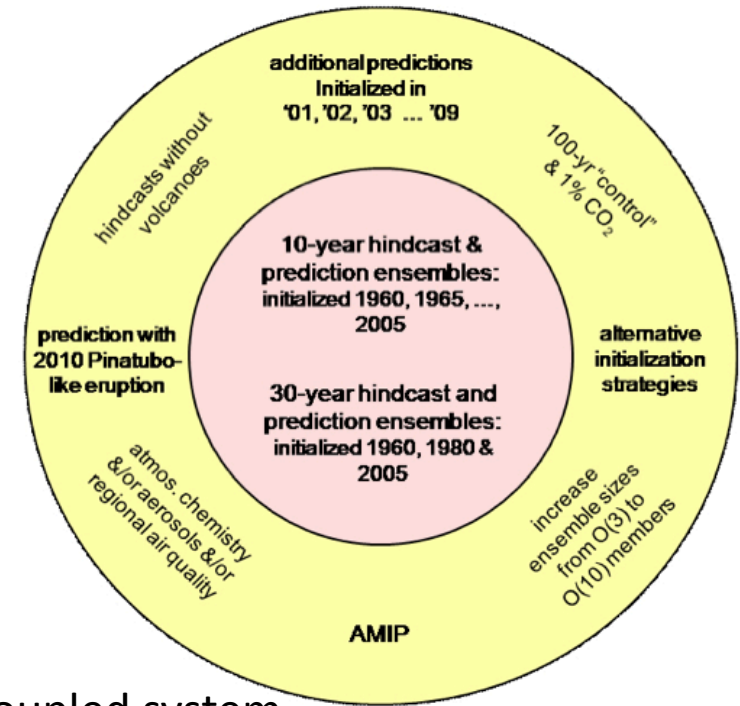 additional predictions
Initialized in
‘01, ’02, ’03 ... ’09
hindcasts without
volcanoes
100-yr “control”
& 1% CO₂
10-year hindcast &
prediction ensembles:
initialized 1960, 1965, ...,
2005
prediction with
2010 Pinatubo-
like eruption
alternative
initialization
strategies
30-year hindcast and
prediction ensembles:
initialized 1960, 1980 &
2005
atmos. chemistry
&/or aerosols &/or
regional air quality
increase
ensemble sizes
from O(3) to
O(10) members
AMIP
oupled system